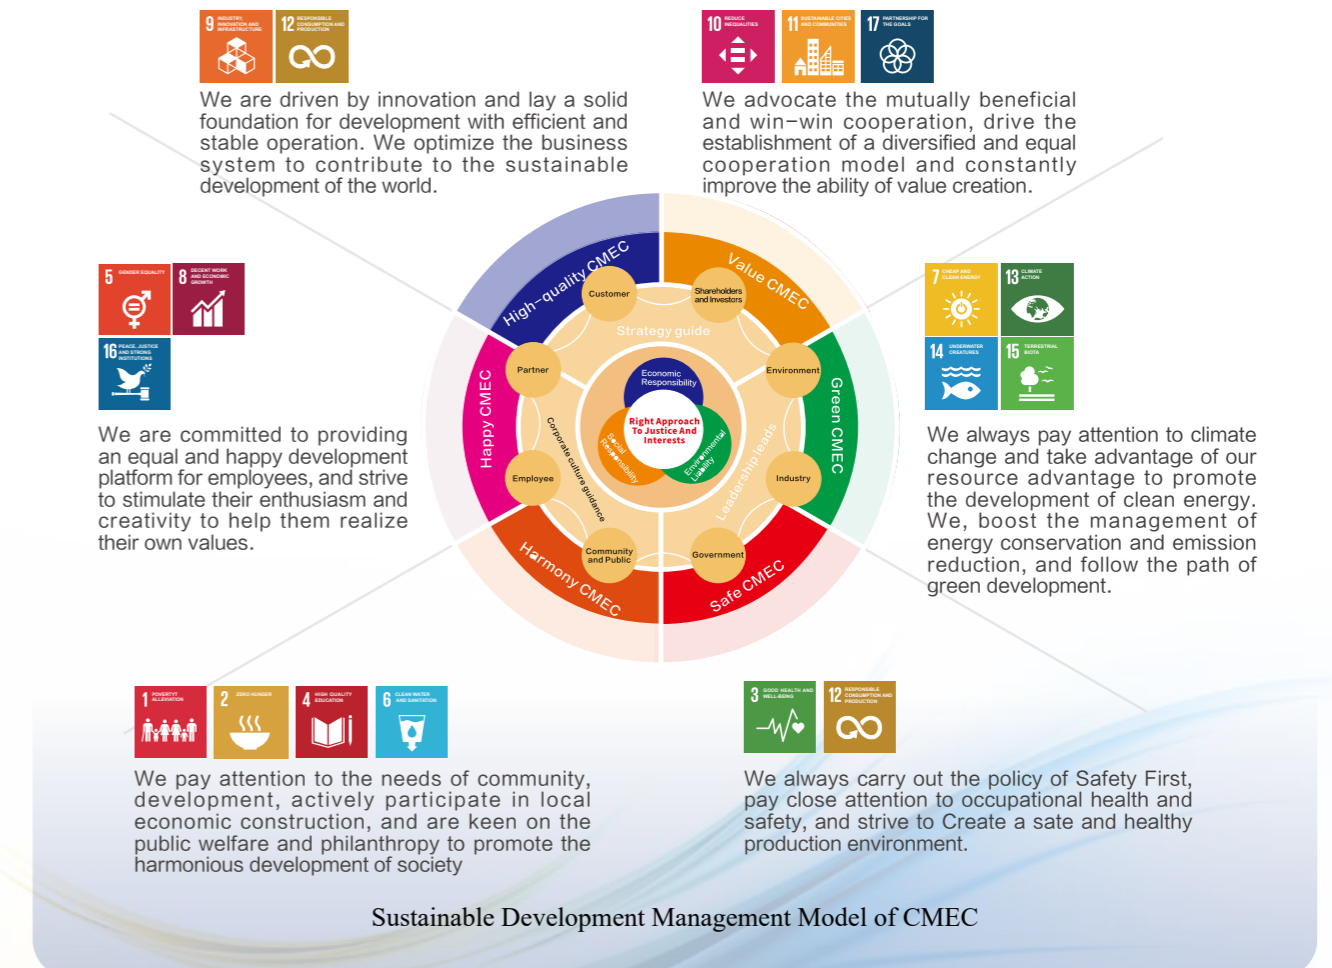 9 INDUSTRY, INNOVATION AND INFRASTRUCTURE
12 RESPONSIBLE CONSUMPTION AND PRODUCTION
We are driven by innovation and lay a solid
foundation for development with efficient and
stable operation. We optimize the business
system to contribute to the sustainable
development of the world.
10 REDUCE INEQUALITIES
11 SUSTAINABLE CITIES AND COMMUNITIES
17 PARTNERSHIP FOR THE GOALS
We advocate the mutually beneficial
and win-win cooperation, drive the
establishment of a diversified and equal
cooperation model and constantly
improve the ability of value creation.
5 GENDER EQUALITY
8 DECENT WORK AND ECONOMIC GROWTH
16 PEACE, JUSTICE AND STRONG INSTITUTIONS
We are committed to providing
an equal and happy development
platform for employees, and strive
to stimulate their enthusiasm and
creativity to help them realize
their own values.
High-quality CMEC
Value CMEC
Happy CMEC
Green CMEC
Harmony CMEC
Safe CMEC
Customer
Shareholders
and Investors
Partner
Environment
Employee
Industry
Community
and Public
Government
Strategy guide
Corporate culture guidance
Leadership leads
Economic
Responsibility
Social
Responsibility
Environmental
Liability
Right Approach
To Justice And
Interests
7 CHEAP AND CLEAN ENERGY
13 CLIMATE ACTION
14 UNDERWATER CREATURES
15 TERRESTRIAL BIOTA
We always pay attention to climate
change and take advantage of our
resource advantage to promote
the development of clean energy.
We, boost the management of
energy conservation and emission
reduction, and follow the path of
green development.
1 POVERTYT ALLEVIATION
2 ZERO HUNGER
4 HIGH QUALITY EDUCATION
6 CLEAN WATER AND SANITATION
We pay attention to the needs of community,
development, actively participate in local
economic construction, and are keen on the
public welfare and philanthropy to promote the
harmonious development of society
3 GOOD HEALTH AND WELL-BEING
12 RESPONSIBLE CONSUMPTION AND PRODUCTION
We always carry out the policy of Safety First,
pay close attention to occupational health and
safety, and strive to Create a sate and healthy
production environment.
Sustainable Development Management Model of CMEC